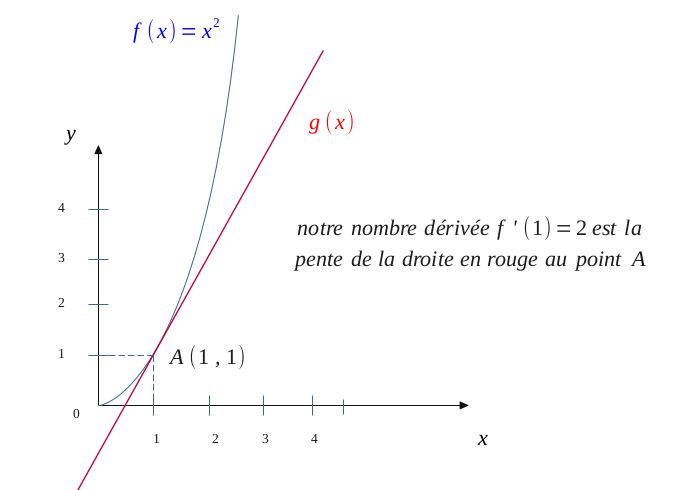 f (x) = x²
g (x)
y
4
notre nombre dérivée f ' (1) = 2 est la
3
pente de la droite en rouge au point A
2
1
A (1 , 1)
0
1 2 3 4
x